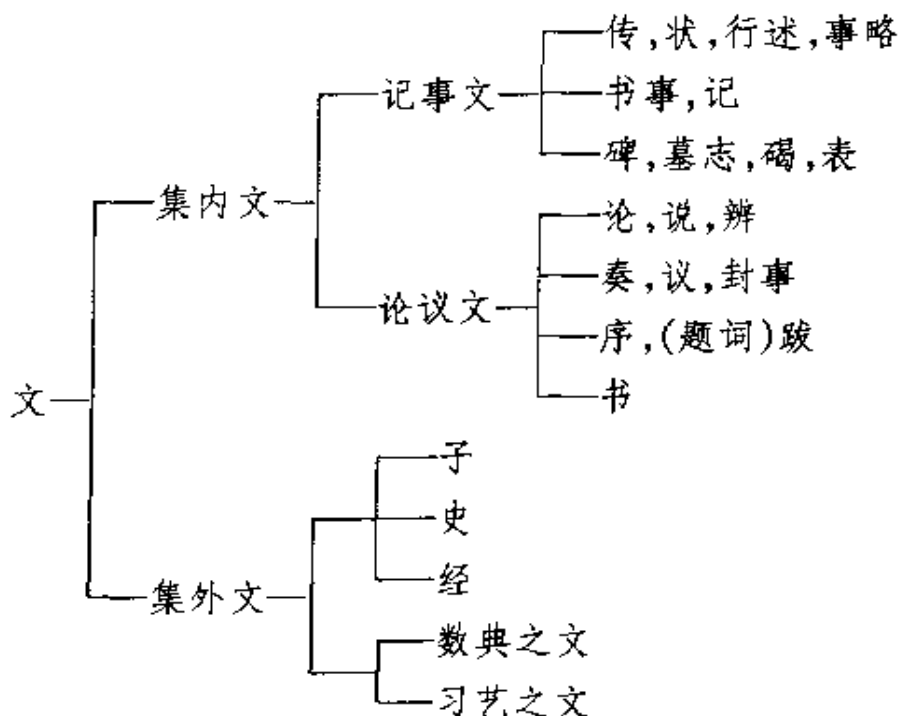 传,状,行述,事略
记事文
书事,记
碑,墓志,碣,表
集内文
论,说,辨
奏,议,封事
论议文
序,(题词)跋
书
文
子
史
集外文
经
数典之文
习艺之文